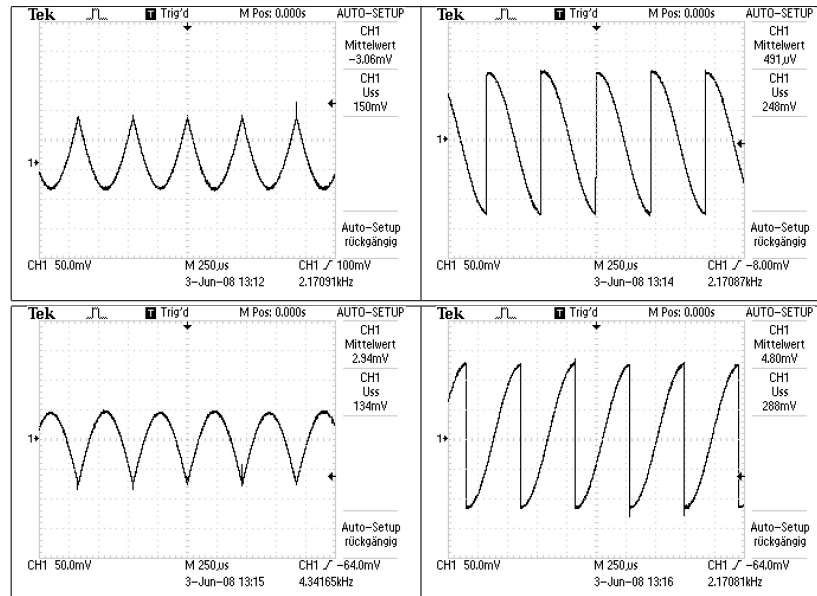 Tek T Trig'd M Pos: 0.000s AUTO-SETUP
CH1
Mittelwert
-3.06mV
CH1
Uss
150mV
1
Auto-Setup
rückgängig
CH1 50.0mV M 250µs CH1 / 100mV
3-Jun-08 13:12 2.17091kHz
Tek T Trig'd M Pos: 0.000s AUTO-SETUP
CH1
Mittelwert
491µV
CH1
Uss
248mV
1
Auto-Setup
rückgängig
CH1 50.0mV M 250µs CH1 / -8.00mV
3-Jun-08 13:14 2.17087kHz
Tek T Trig'd M Pos: 0.000s AUTO-SETUP
CH1
Mittelwert
2.94mV
CH1
Uss
134mV
1
Auto-Setup
rückgängig
CH1 50.0mV M 250µs CH1 / -64.0mV
3-Jun-08 13:15 4.34165kHz
Tek T Trig'd M Pos: 0.000s AUTO-SETUP
CH1
Mittelwert
4.80mV
CH1
Uss
288mV
1
Auto-Setup
rückgängig
CH1 50.0mV M 250µs CH1 / -64.0mV
3-Jun-08 13:16 2.17081kHz